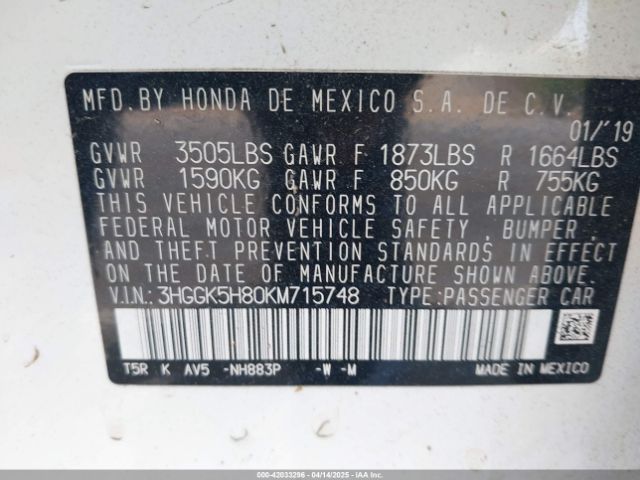 MFD. BY HONDA DE MEXICO S.A. DE C.V.
01/'19
GVWR 3505LBS GAWR F 1873LBS R 1664LBS
GVWR 1590KG GAWR F 850KG R 755KG
THIS VEHICLE CONFORMS TO ALL APPLICABLE
FEDERAL MOTOR VEHICLE SAFETY, BUMPER,
AND THEFT PREVENTION STANDARDS IN EFFECT
ON THE DATE OF MANUFACTURE SHOWN ABOVE.
V.I.N.: 3HGGK5H80KM715748 TYPE:PASSENGER CAR
T5R K AV5 -NH883P -W -M MADE IN MEXICO
000-42033296 - 04/14/2025 - IAAI.COM